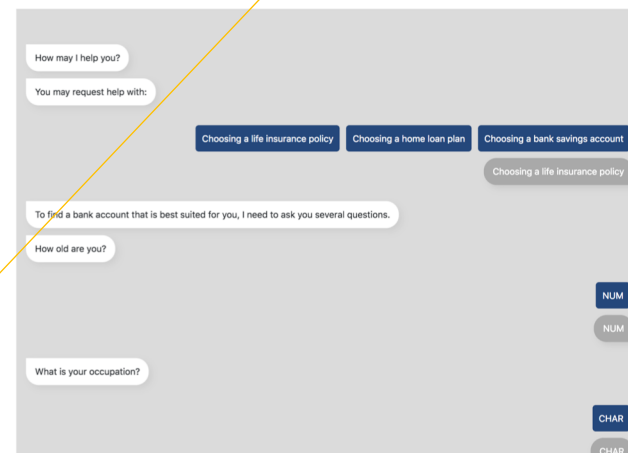 How may I help you?
You may request help with:
Choosing a life insurance policy Choosing a home loan plan Choosing a bank savings account
Choosing a life insurance policy
To find a bank account that is best suited for you, I need to ask you several questions.
How old are you?
NUM
NUM
What is your occupation?
CHAR
CHAR